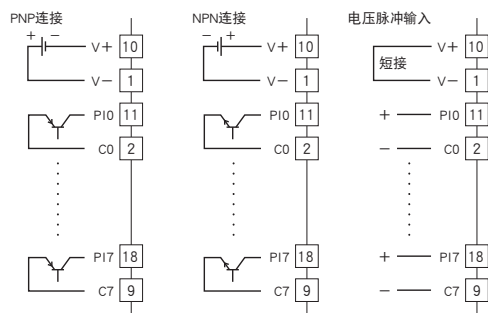 PNP连接
+ −
V+ 10
V− 1
PI0 11
C0 2
PI7 18
C7 9
NPN连接
− +
V+ 10
V− 1
PI0 11
C0 2
PI7 18
C7 9
电压脉冲输入
V+ 10
短接
V− 1
+ PI0 11
− C0 2
+ PI7 18
− C7 9